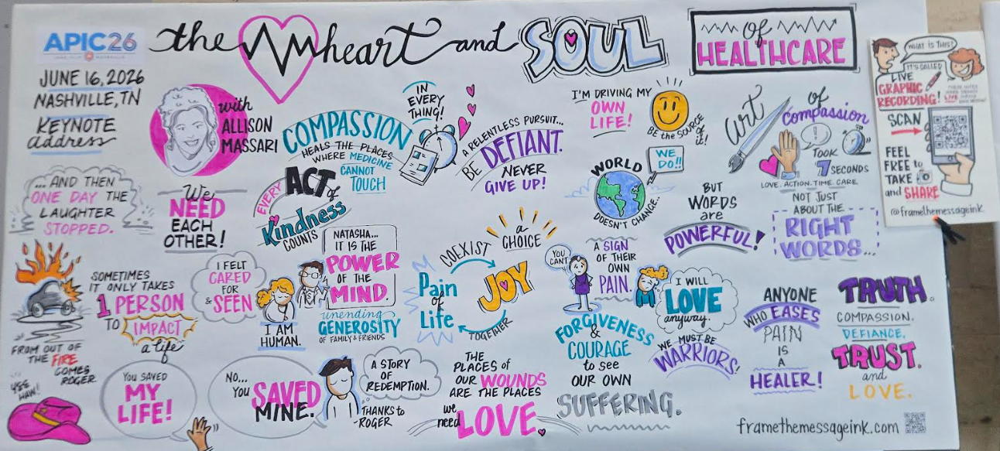 APIC26
JUNE 16, 2026
NASHVILLE, TN
KEYNOTE
address
the heart and SOUL
of
HEALTHCARE
with
ALLISON
MASSARI
COMPASSION
HEALS THE PLACES
WHERE MEDICINE
CANNOT
TOUCH
IN
EVERY
THING!
A RELENTLESS PURSUIT...
BE DEFIANT.
NEVER
GIVE UP!
I'M DRIVING MY
OWN
LIFE!
BE the SOURCE
of it!
WE
DO!!
WORLD
DOESN'T CHANGE..
art of
compassion
TOOK
7 SECONDS
LOVE. ACTION. TIME. CARE.
BUT
WORDS
are
POWERFUL!
NOT JUST
ABOUT THE
RIGHT
WORDS...
... AND THEN
ONE DAY THE
LAUGHTER
STOPPED.
We
NEED
EACH
OTHER!
EVERY
ACT of
Kindness
COUNTS
SOMETIMES
IT ONLY TAKES
1 PERSON
TO IMPACT
a life
FROM OUT OF
THE FIRE
COMES
ROGER
YEE
HAW!
I FELT
CARED
FOR
& SEEN
I AM
HUMAN.
NATASHA...
IT IS THE
POWER
OF THE
MIND.
unending
GENEROSITY
OF FAMILY & FRIENDS
Pain
of
Life
COEXIST
a
CHOICE
JOY
TOGETHER
YOU
CAN'T
A SIGN
OF THEIR
OWN
PAIN.
I WILL
LOVE
anyway.
FORGIVENESS
&
COURAGE
to see
OUR OWN
SUFFERING.
WE MUST BE
WARRIORS!
ANYONE
WHO EASES
PAIN
IS
A
HEALER!
TRUTH.
COMPASSION.
DEFIANCE.
TRUST.
and
LOVE.
YOU SAVED
MY
LIFE!
NO...
You SAVED
MINE.
A STORY
OF
REDEMPTION.
THANKS to
ROGER
THE
PLACES of
OUR WOUNDS
ARE THE PLACES
we
need LOVE.
framethemessageink.com
WHAT IS THIS?
IT'S CALLED
LIVE
GRAPHIC
RECORDING!
SCAN
FEEL
FREE to
TAKE
and SHARE
@framethemessageink